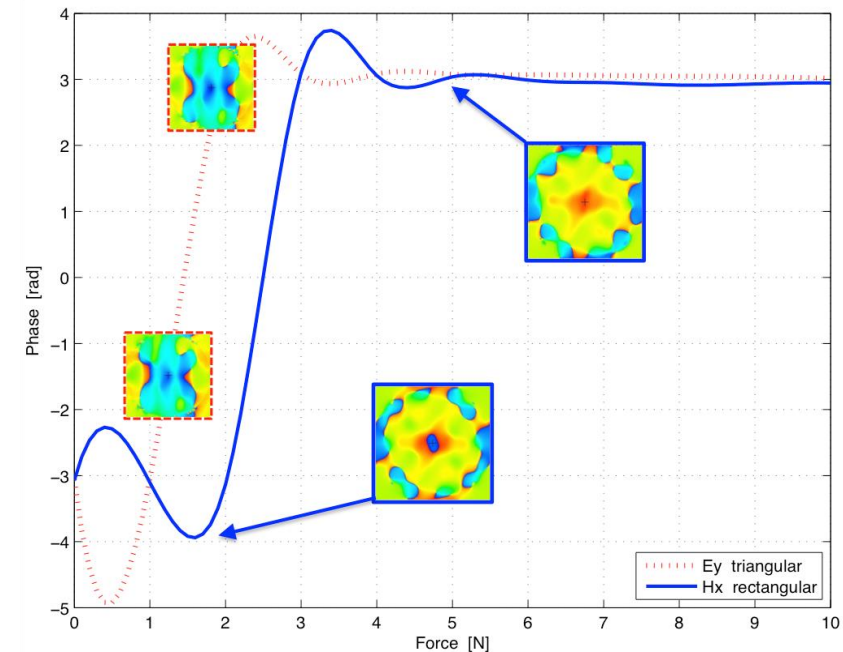 4
3
2
1
0
−1
−2
−3
−4
−5
Phase [rad]
0 1 2 3 4 5 6 7 8 9 10
Force [N]
Ey triangular
Hx rectangular